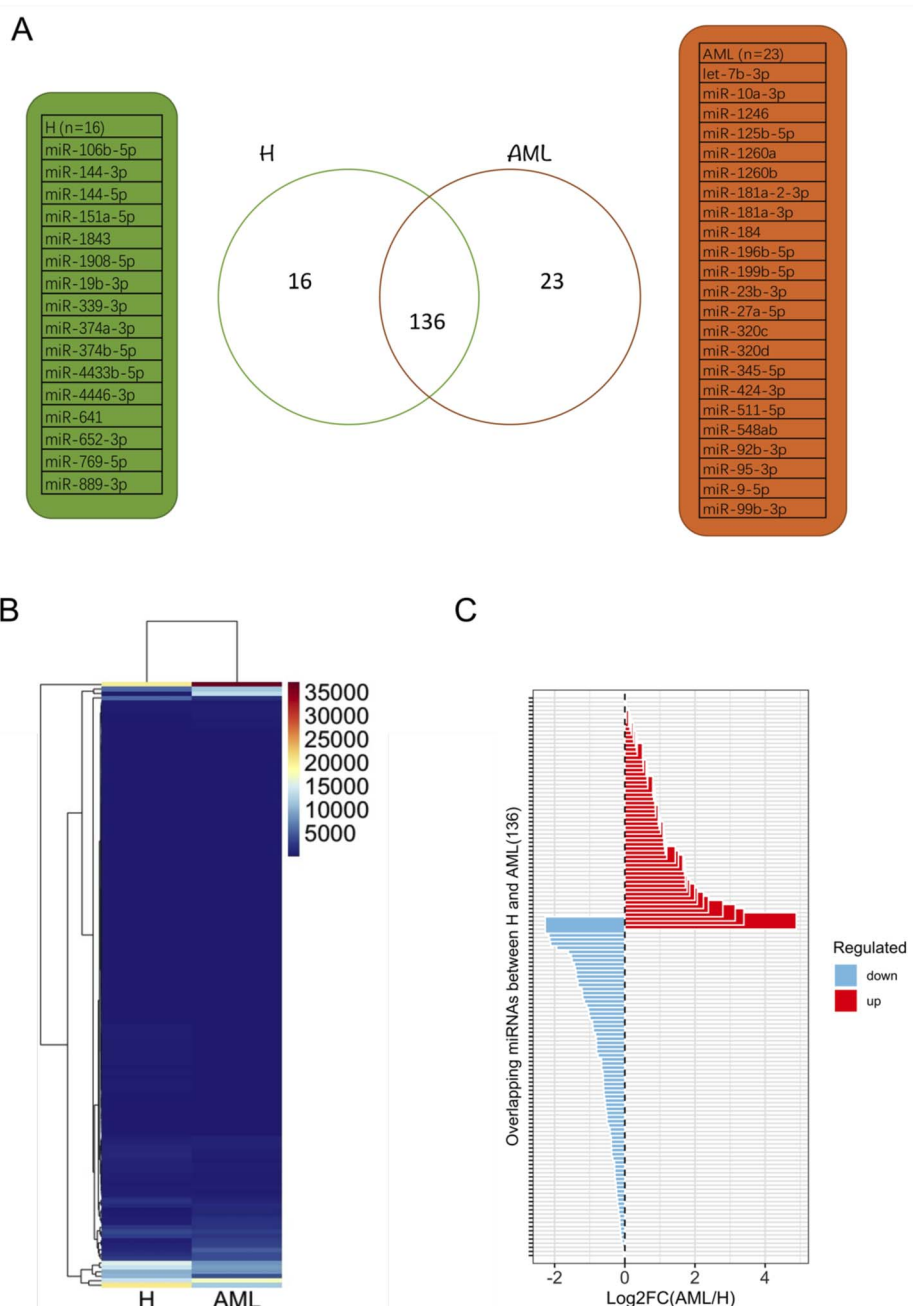 A
H (n=16)
miR-106b-5p
miR-144-3p
miR-144-5p
miR-151a-5p
miR-1843
miR-1908-5p
miR-19b-3p
miR-339-3p
miR-374a-3p
miR-374b-5p
miR-4433b-5p
miR-4446-3p
miR-641
miR-652-3p
miR-769-5p
miR-889-3p
H
AML
16
136
23
AML (n=23)
let-7b-3p
miR-10a-3p
miR-1246
miR-125b-5p
miR-1260a
miR-1260b
miR-181a-2-3p
miR-181a-3p
miR-184
miR-196b-5p
miR-199b-5p
miR-23b-3p
miR-27a-5p
miR-320c
miR-320d
miR-345-5p
miR-424-3p
miR-511-5p
miR-548ab
miR-92b-3p
miR-95-3p
miR-9-5p
miR-99b-3p
B
35000
30000
25000
20000
15000
10000
5000
H
AML
C
Overlapping miRNAs between H and AML(136)
-2
0
2
4
Log2FC(AML/H)
Regulated
down
up